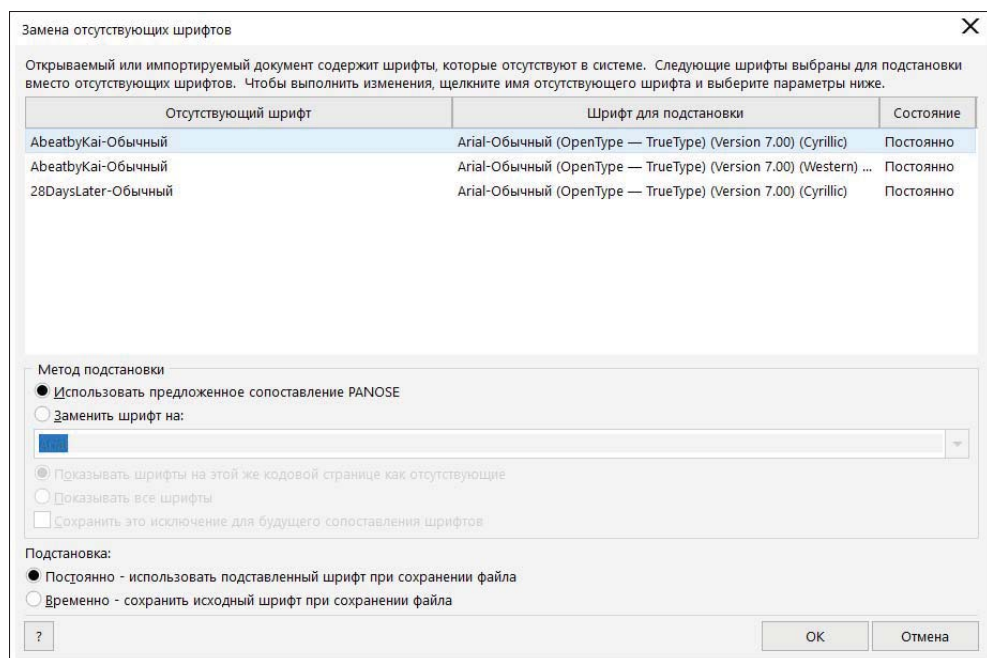 Замена отсутствующих шрифтов
Открываемый или импортируемый документ содержит шрифты, которые отсутствуют в системе. Следующие шрифты выбраны для подстановки
вместо отсутствующих шрифтов. Чтобы выполнить изменения, щелкните имя отсутствующего шрифта и выберите параметры ниже.
Отсутствующий шрифт Шрифт для подстановки Состояние
AbeatbyKai-Обычный Arial-Обычный (OpenType — TrueType) (Version 7.00) (Cyrillic) Постоянно
AbeatbyKai-Обычный Arial-Обычный (OpenType — TrueType) (Version 7.00) (Western) ... Постоянно
28DaysLater-Обычный Arial-Обычный (OpenType — TrueType) (Version 7.00) (Cyrillic) Постоянно
Метод подстановки
Использовать предложенное сопоставление PANOSE
Заменить шрифт на:
Показывать шрифты на этой же кодовой странице как отсутствующие
Показывать все шрифты
Сохранить это исключение для будущего сопоставления шрифтов
Подстановка:
Постоянно - использовать подставленный шрифт при сохранении файла
Временно - сохранить исходный шрифт при сохранении файла
? ОК Отмена